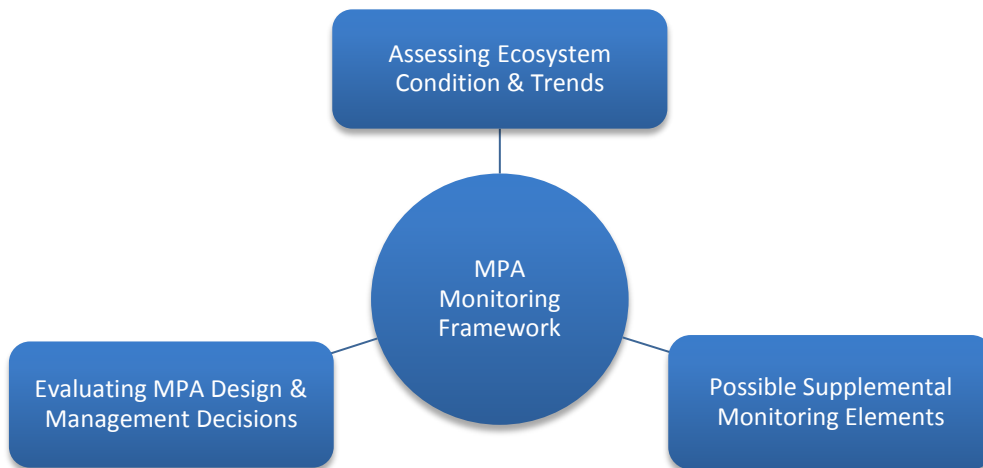 Assessing Ecosystem
Condition & Trends
MPA
Monitoring
Framework
Evaluating MPA Design &
Management Decisions
Possible Supplemental
Monitoring Elements